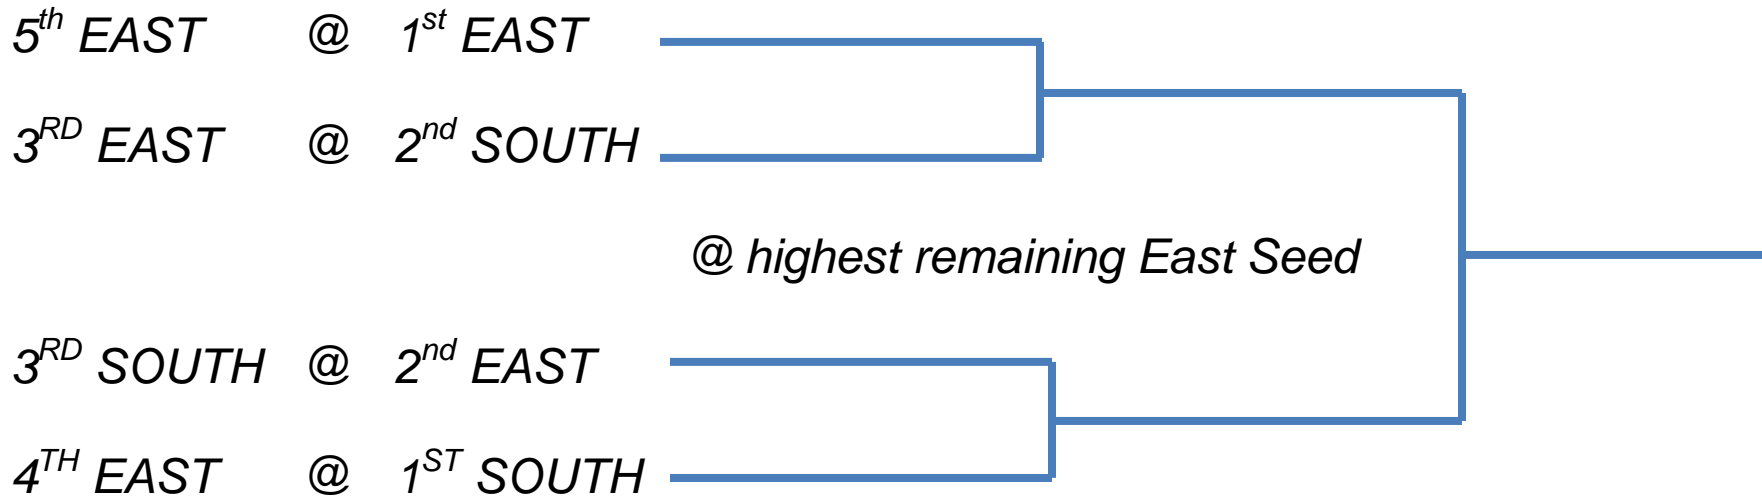 5th EAST @ 1st EAST
3RD EAST @ 2nd SOUTH
@ highest remaining East Seed
3RD SOUTH @ 2nd EAST
4TH EAST @ 1ST SOUTH